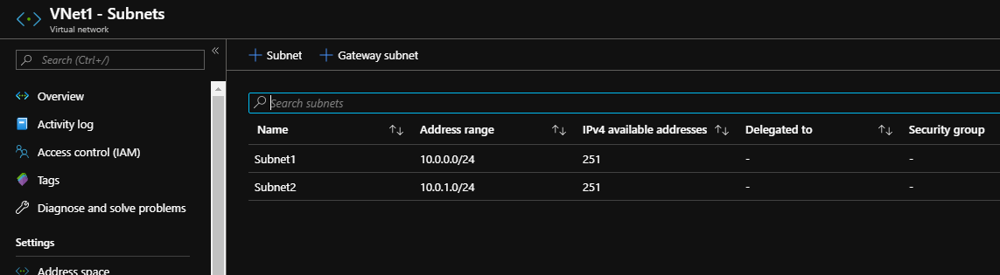 VNet1 - Subnets
Virtual network
Search (Ctrl+/)
«
Overview
Activity log
Access control (IAM)
Tags
Diagnose and solve problems
Settings
Address space
+ Subnet + Gateway subnet
Search subnets
Name ↑↓ Address range ↑↓ IPv4 available addresses ↑↓ Delegated to ↑↓ Security group
Subnet1 10.0.0.0/24 251 - -
Subnet2 10.0.1.0/24 251 - -